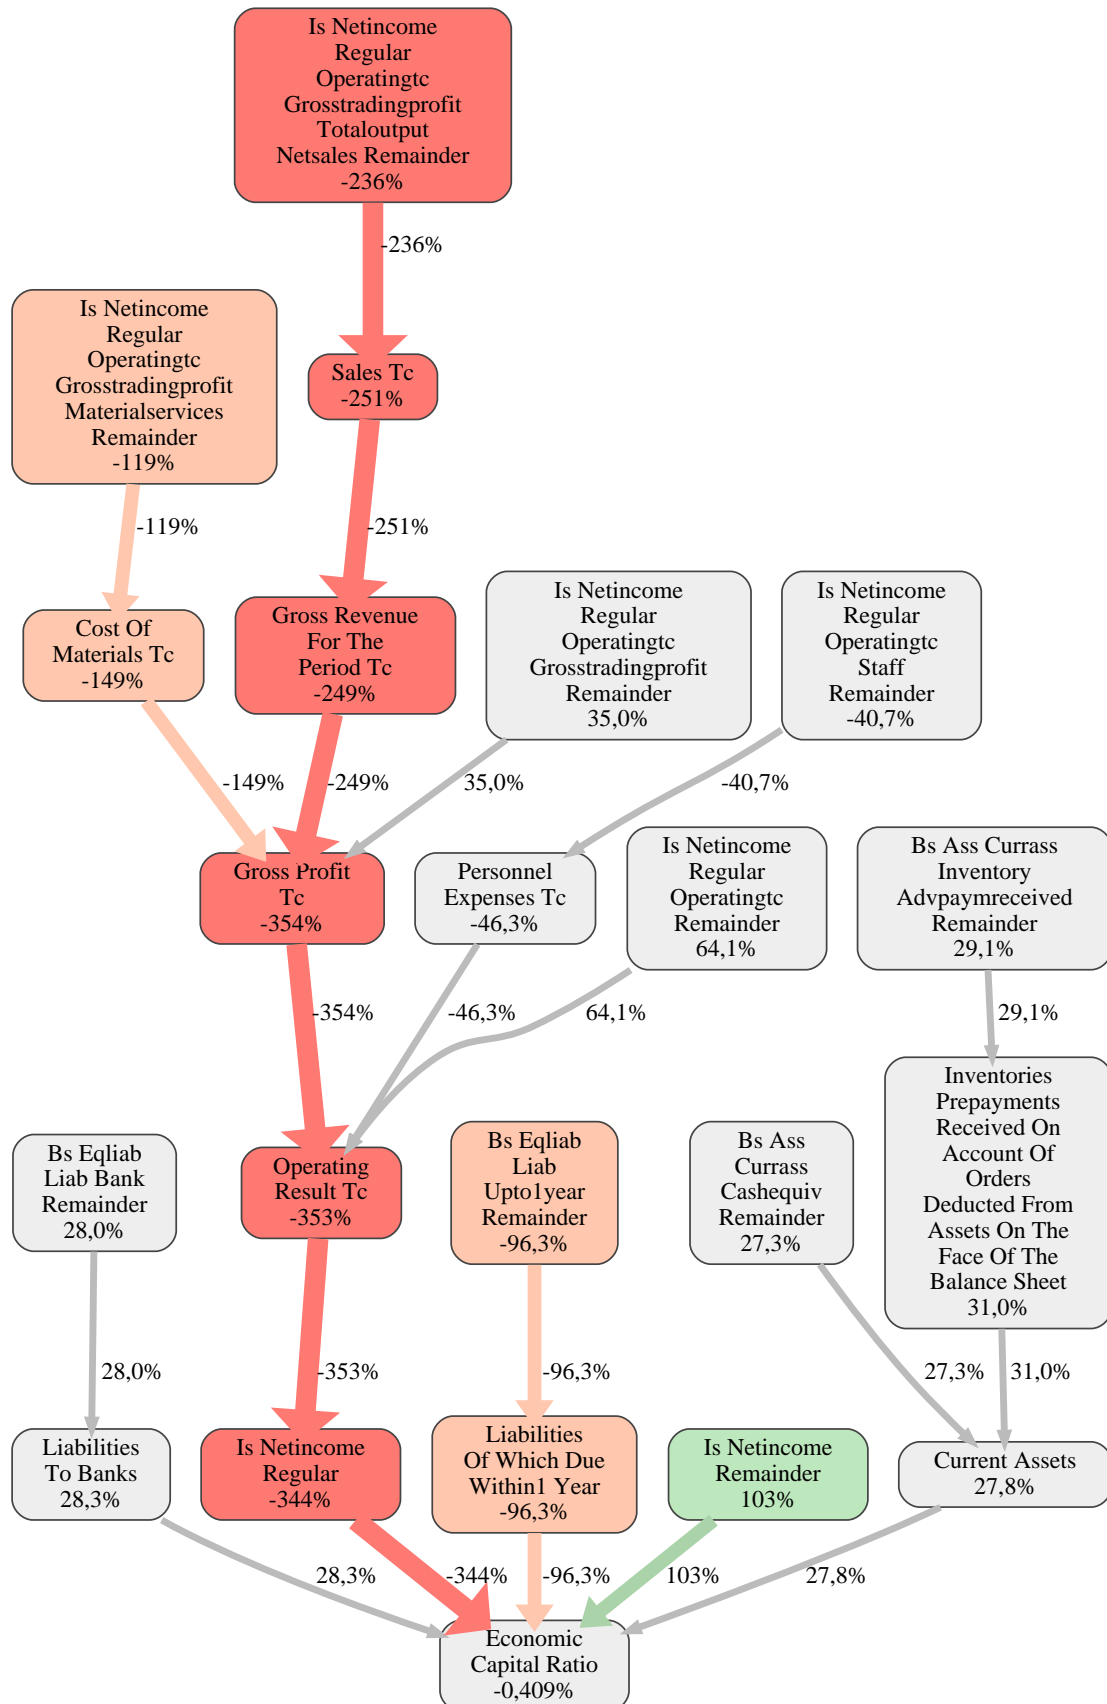 Is Netincome
Regular
Operatingtc
Grosstradingprofit
Totaloutput
Netsales Remainder
-236%
-236%
Is Netincome
Regular
Operatingtc
Grosstradingprofit
Materialservices
Remainder
-119%
Sales Tc
-251%
-119%
-251%
Cost Of
Materials Tc
-149%
Gross Revenue
For The
Period Tc
-249%
Is Netincome
Regular
Operatingtc
Grosstradingprofit
Remainder
35,0%
Is Netincome
Regular
Operatingtc
Staff
Remainder
-40,7%
-149%
-249%
35,0%
-40,7%
Gross Profit
Tc
-354%
Personnel
Expenses Tc
-46,3%
Is Netincome
Regular
Operatingtc
Remainder
64,1%
Bs Ass Currass
Inventory
Advpaymreceived
Remainder
29,1%
-354%
-46,3%
64,1%
29,1%
Bs Eqliab
Liab Bank
Remainder
28,0%
Operating
Result Tc
-353%
Bs Eqliab
Liab
Upto1year
Remainder
-96,3%
Bs Ass
Currass
Cashequiv
Remainder
27,3%
Inventories
Prepayments
Received On
Account Of
Orders
Deducted From
Assets On The
Face Of The
Balance Sheet
31,0%
28,0%
-353%
-96,3%
27,3%
31,0%
Liabilities
To Banks
28,3%
Is Netincome
Regular
-344%
Liabilities
Of Which Due
Within1 Year
-96,3%
Is Netincome
Remainder
103%
Current Assets
27,8%
28,3%
-344%
-96,3%
103%
27,8%
Economic
Capital Ratio
-0,409%